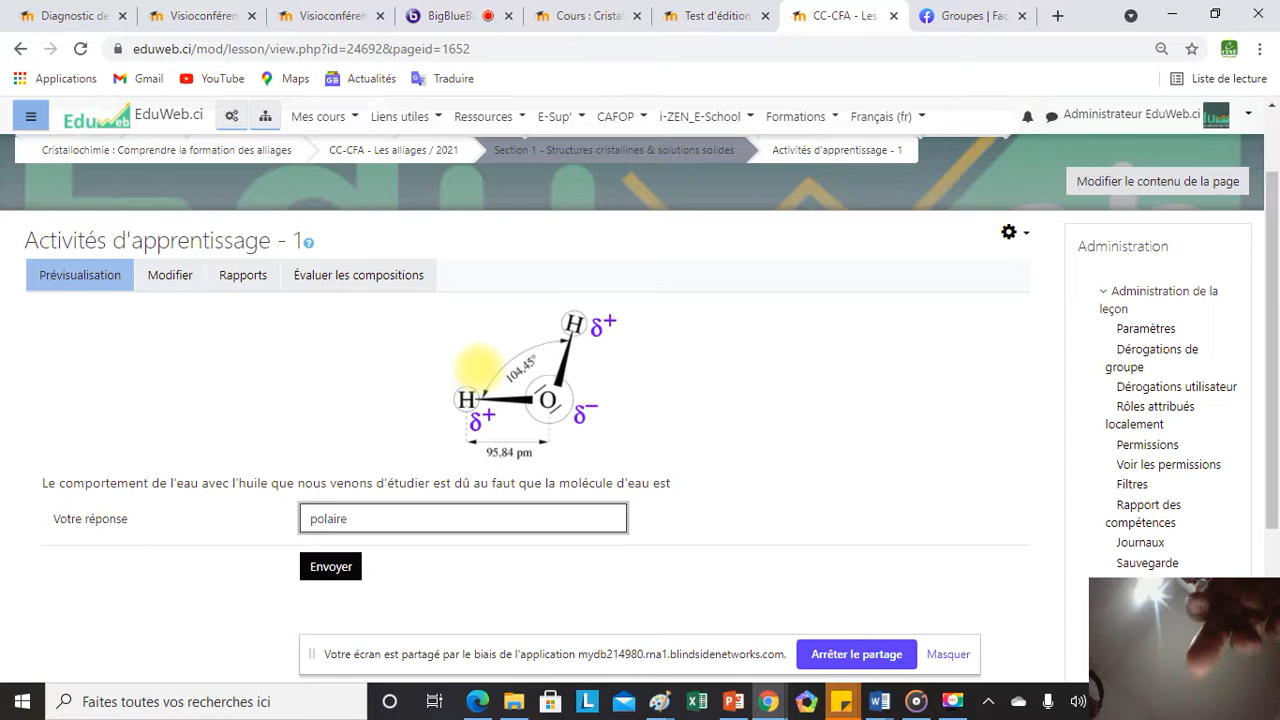 Diagnostic de
Visioconféren
Visioconféren
BigBlueB
Cours : Crista
Test d'édition
CC-CFA - Les
Groupes | Fac
eduweb.ci/mod/lesson/view.php?id=24692&pageid=1652
Applications
Gmail
YouTube
Maps
Actualités
Traduire
Liste de lecture
EduWeb
EduWeb.ci
Mes cours
Liens utiles
Ressources
E-Sup'
CAFOP
i-ZEN_E-School
Formations
Français (fr)
Administrateur EduWeb.ci
Cristallochimie : Comprendre la formation des alliages
CC-CFA - Les alliages / 2021
Section 1 - Structures cristallines & solutions solides
Activités d'apprentissage - 1
Modifier le contenu de la page
Activités d'apprentissage - 1
Prévisualisation
Modifier
Rapports
Évaluer les compositions
H δ+
104,45°
H
O
δ+
δ−
95,84 pm
Le comportement de l'eau avec l'huile que nous venons d'étudier est dû au faut que la molécule d'eau est
Votre réponse
polaire
Envoyer
Administration
Administration de la
leçon
Paramètres
Dérogations de
groupe
Dérogations utilisateur
Rôles attribués
localement
Permissions
Voir les permissions
Filtres
Rapport des
compétences
Journaux
Sauvegarde
Votre écran est partagé par le biais de l'application mydb214980.rna1.blindsidenetworks.com.
Arrêter le partage
Masquer
Faites toutes vos recherche ici